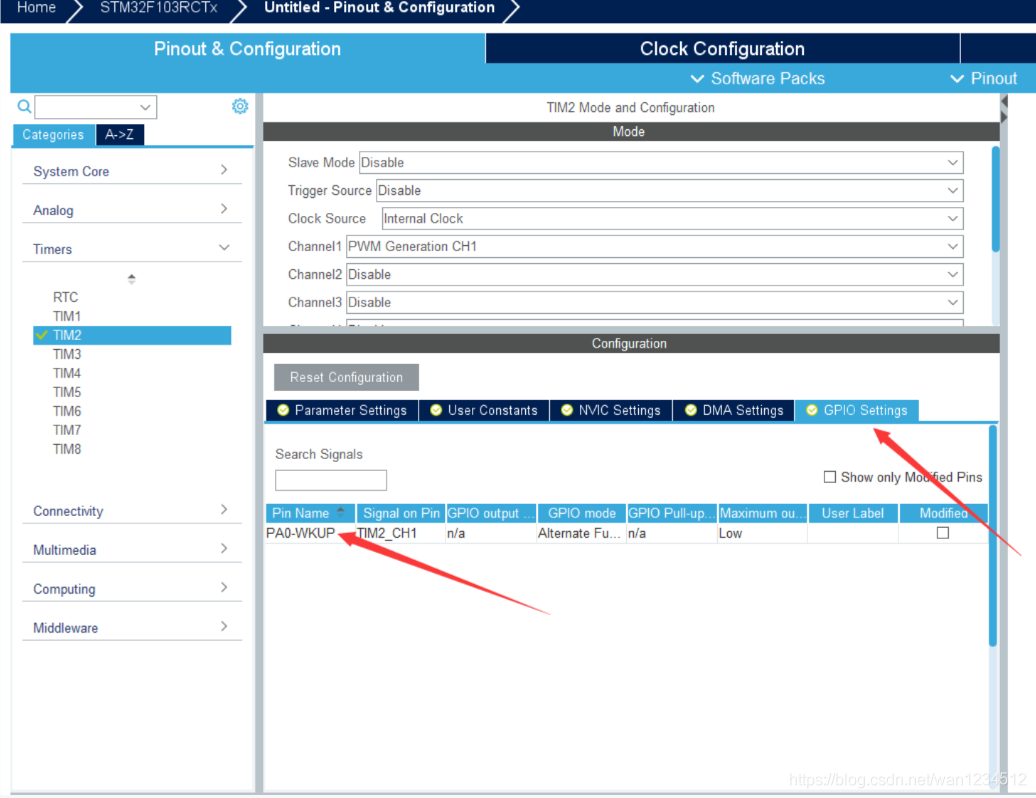 Home STM32F103RCTx Untitled - Pinout & Configuration
Pinout & Configuration Clock Configuration
Software Packs Pinout
Categories A->Z
System Core
Analog
Timers
RTC
TIM1
TIM2
TIM3
TIM4
TIM5
TIM6
TIM7
TIM8
Connectivity
Multimedia
Computing
Middleware
TIM2 Mode and Configuration
Mode
Slave Mode Disable
Trigger Source Disable
Clock Source Internal Clock
Channel1 PWM Generation CH1
Channel2 Disable
Channel3 Disable
Configuration
Reset Configuration
Parameter Settings User Constants NVIC Settings DMA Settings GPIO Settings
Search Signals
Show only Modified Pins
Pin Name Signal on Pin GPIO output ... GPIO mode GPIO Pull-up... Maximum ou... User Label Modified
PA0-WKUP TIM2_CH1 n/a Alternate Fu... n/a Low
https://blog.csdn.net/wan1234512